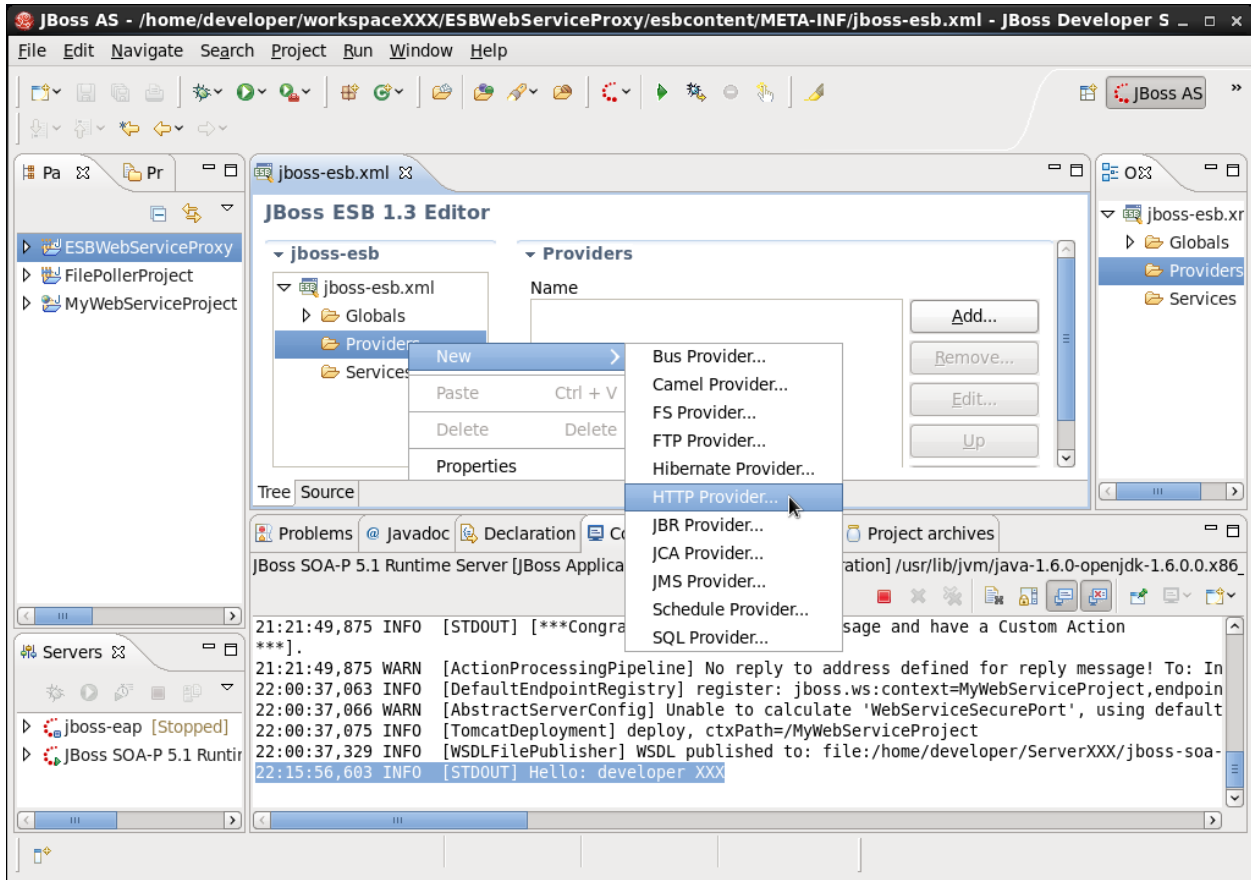 JBoss AS - /home/developer/workspaceXXX/ESBWebServiceProxy/esbcontent/META-INF/jboss-esb.xml - JBoss Developer S
File Edit Navigate Search Project Run Window Help
JBoss AS
Pa
Pr
jboss-esb.xml
O
JBoss ESB 1.3 Editor
jboss-esb
Providers
ESBWebServiceProxy
FilePollerProject
MyWebServiceProject
jboss-esb.xml
Globals
Providers
Services
Name
Add...
Remove...
Edit...
Up
jboss-esb.xr
Globals
Providers
Services
New
Paste Ctrl + V
Delete Delete
Properties
Bus Provider...
Camel Provider...
FS Provider...
FTP Provider...
Hibernate Provider...
HTTP Provider...
JBR Provider...
JCA Provider...
JMS Provider...
Schedule Provider...
SQL Provider...
Tree Source
Problems @ Javadoc Declaration Co Project archives
JBoss SOA-P 5.1 Runtime Server [JBoss Applica ration] /usr/lib/jvm/java-1.6.0-openjdk-1.6.0.0.x86_
21:21:49,875 INFO [STDOUT] [***Congra sage and have a Custom Action
***].
21:21:49,875 WARN [ActionProcessingPipeline] No reply to address defined for reply message! To: In
22:00:37,063 INFO [DefaultEndpointRegistry] register: jboss.ws:context=MyWebServiceProject,endpoin
22:00:37,066 WARN [AbstractServerConfig] Unable to calculate 'WebServiceSecurePort', using default
22:00:37,075 INFO [TomcatDeployment] deploy, ctxPath=/MyWebServiceProject
22:00:37,329 INFO [WSDLFilePublisher] WSDL published to: file:/home/developer/ServerXXX/jboss-soa-
22:15:56,603 INFO [STDOUT] Hello: developer XXX
Servers
jboss-eap [Stopped]
JBoss SOA-P 5.1 Runtir